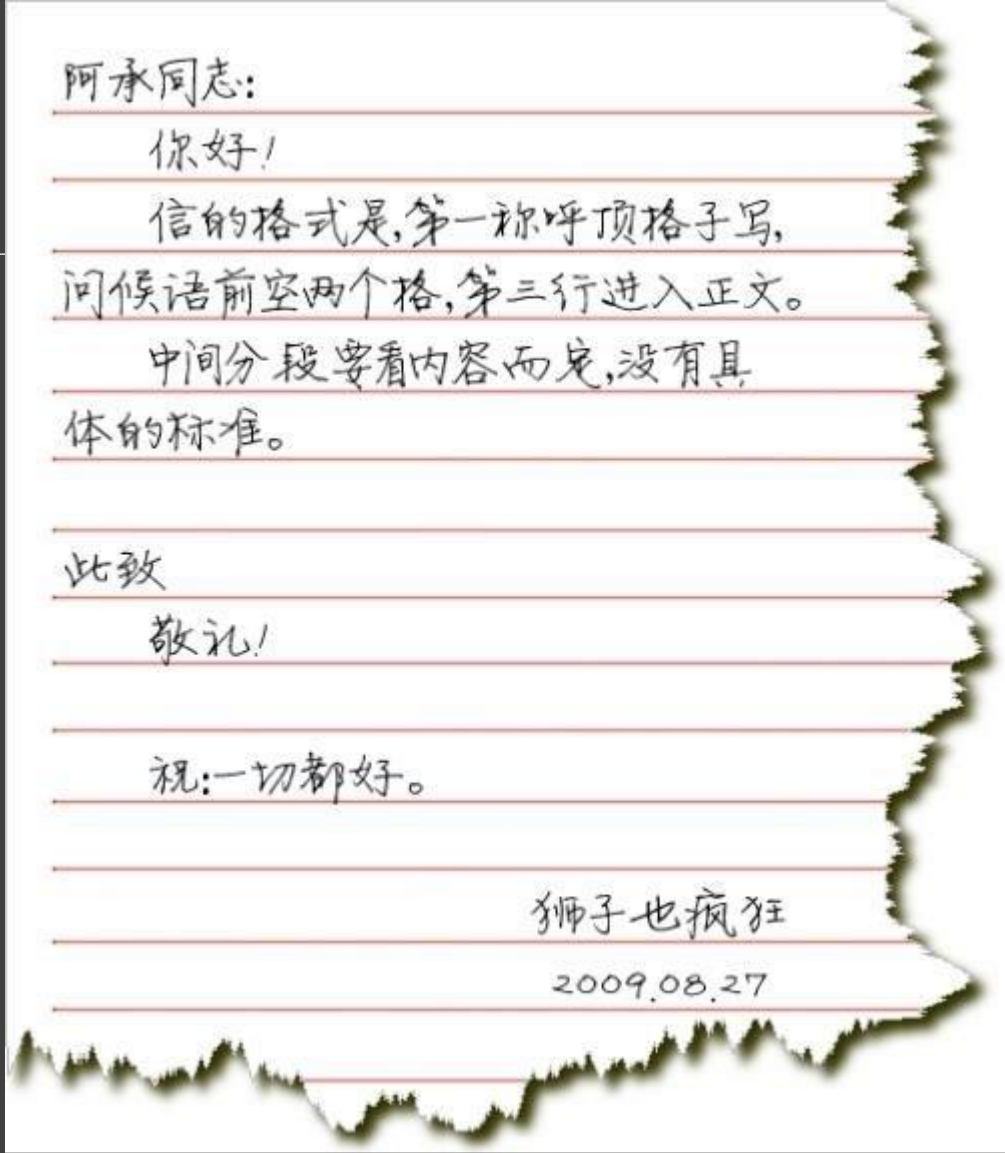 阿承同志:
你好!
信的格式是,第一称呼顶格子写,
问候语前空两个格,第三行进入正文。
中间分段要看内容而定,没有具
体的标准。
此致
敬礼!
祝:一切都好。
狮子也疯狂
2009.08.27